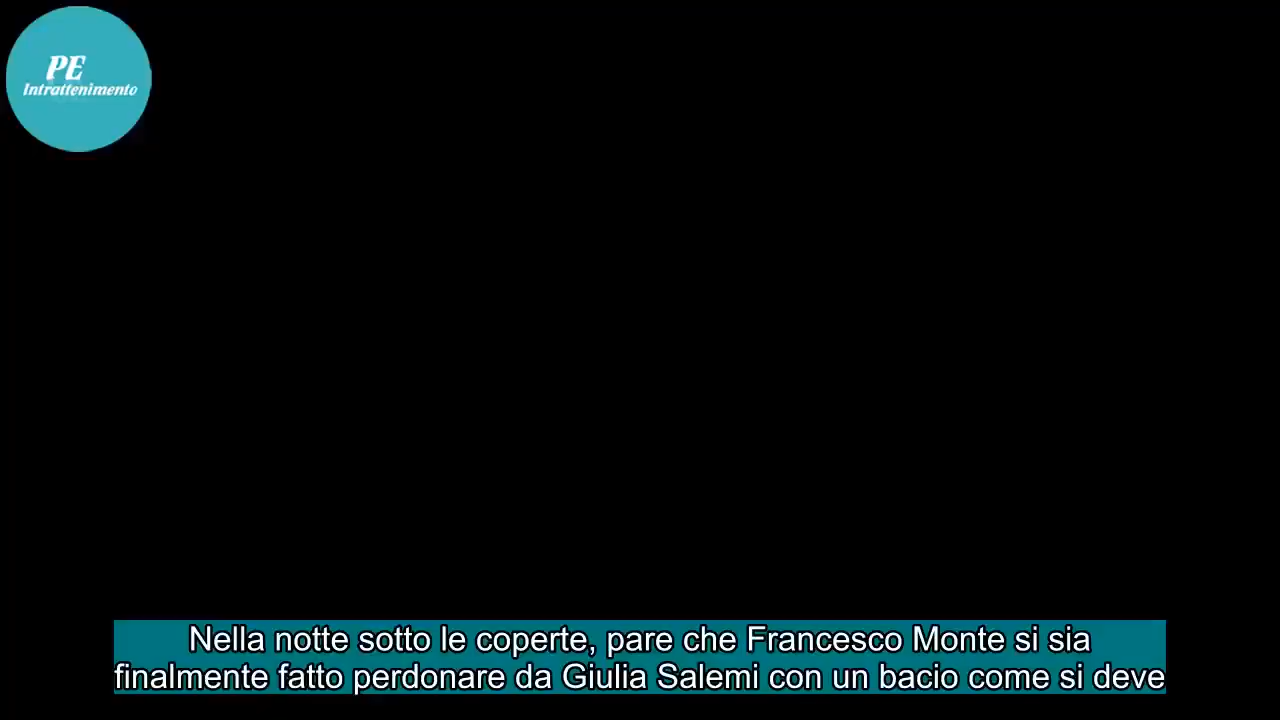 PE
Intrattenimento
Nella notte sotto le coperte, pare che Francesco Monte si sia
finalmente fatto perdonare da Giulia Salemi con un bacio come si deve